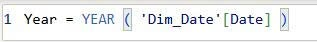 1 Year = YEAR ( 'Dim_Date'[Date] )